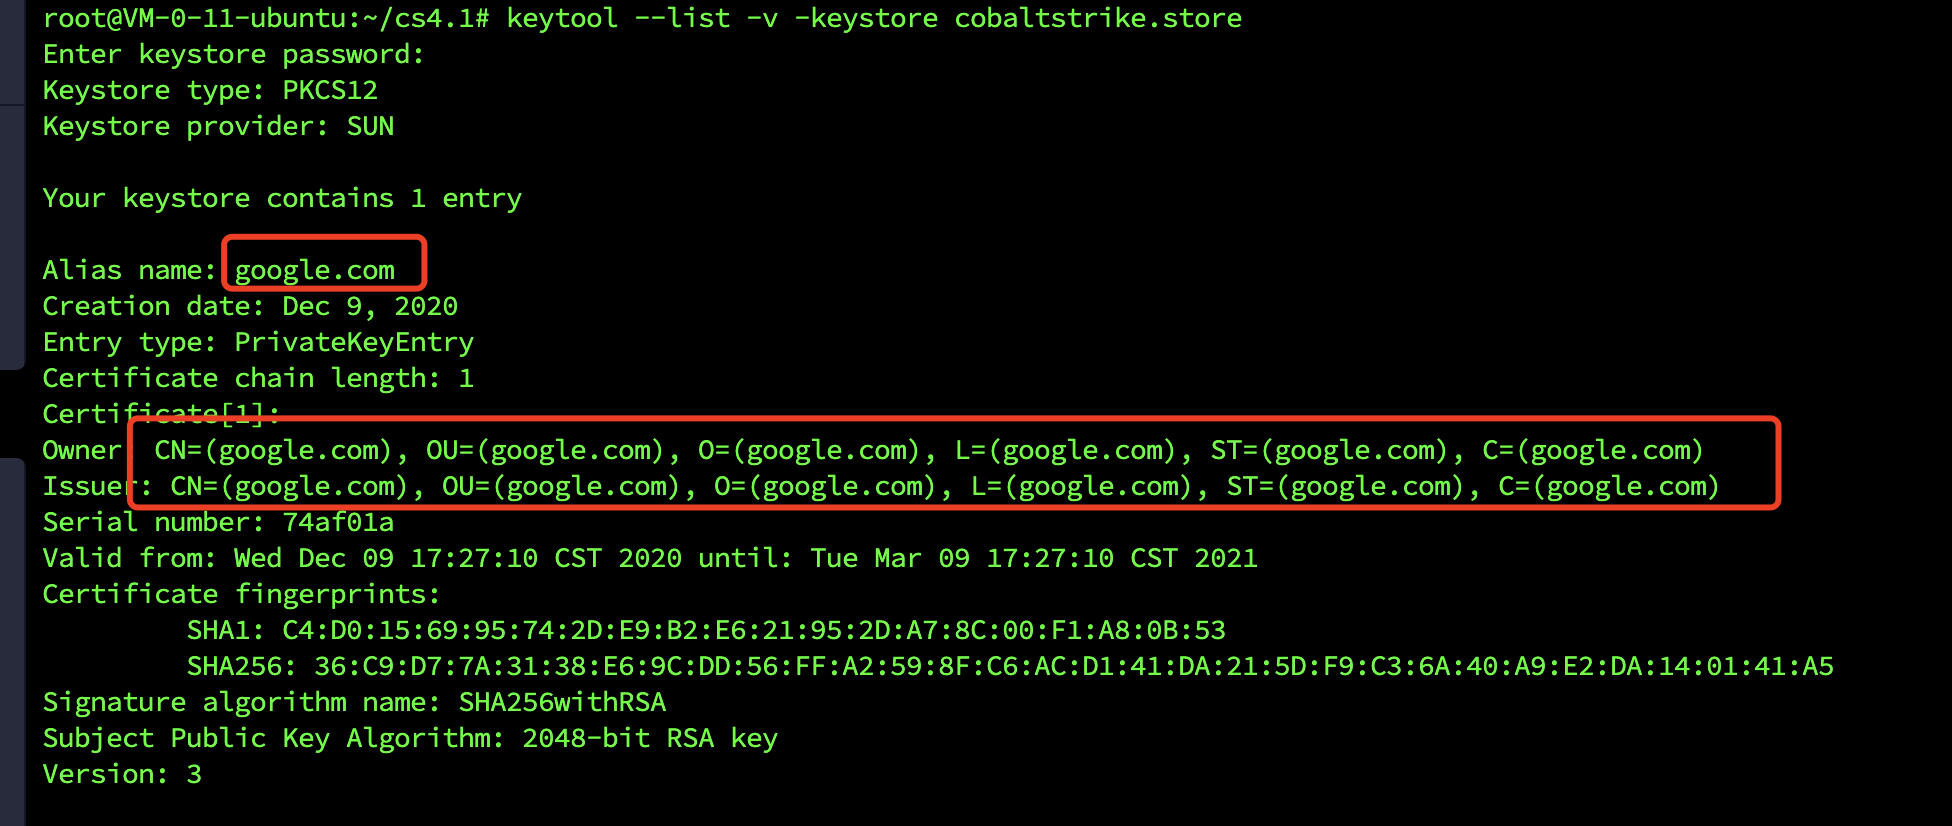 root@VM-0-11-ubuntu:~/cs4.1# keytool --list -v -keystore cobaltstrike.store
Enter keystore password:
Keystore type: PKCS12
Keystore provider: SUN
Your keystore contains 1 entry
Alias name: google.com
Creation date: Dec 9, 2020
Entry type: PrivateKeyEntry
Certificate chain length: 1
Certificate[1]:
Owner: CN=(google.com), OU=(google.com), O=(google.com), L=(google.com), ST=(google.com), C=(google.com)
Issuer: CN=(google.com), OU=(google.com), O=(google.com), L=(google.com), ST=(google.com), C=(google.com)
Serial number: 74af01a
Valid from: Wed Dec 09 17:27:10 CST 2020 until: Tue Mar 09 17:27:10 CST 2021
Certificate fingerprints:
SHA1: C4:D0:15:69:95:74:2D:E9:B2:E6:21:95:2D:A7:8C:00:F1:A8:0B:53
SHA256: 36:C9:D7:7A:31:38:E6:9C:DD:56:FF:A2:59:8F:C6:AC:D1:41:DA:21:5D:F9:C3:6A:40:A9:E2:DA:14:01:41:A5
Signature algorithm name: SHA256withRSA
Subject Public Key Algorithm: 2048-bit RSA key
Version: 3